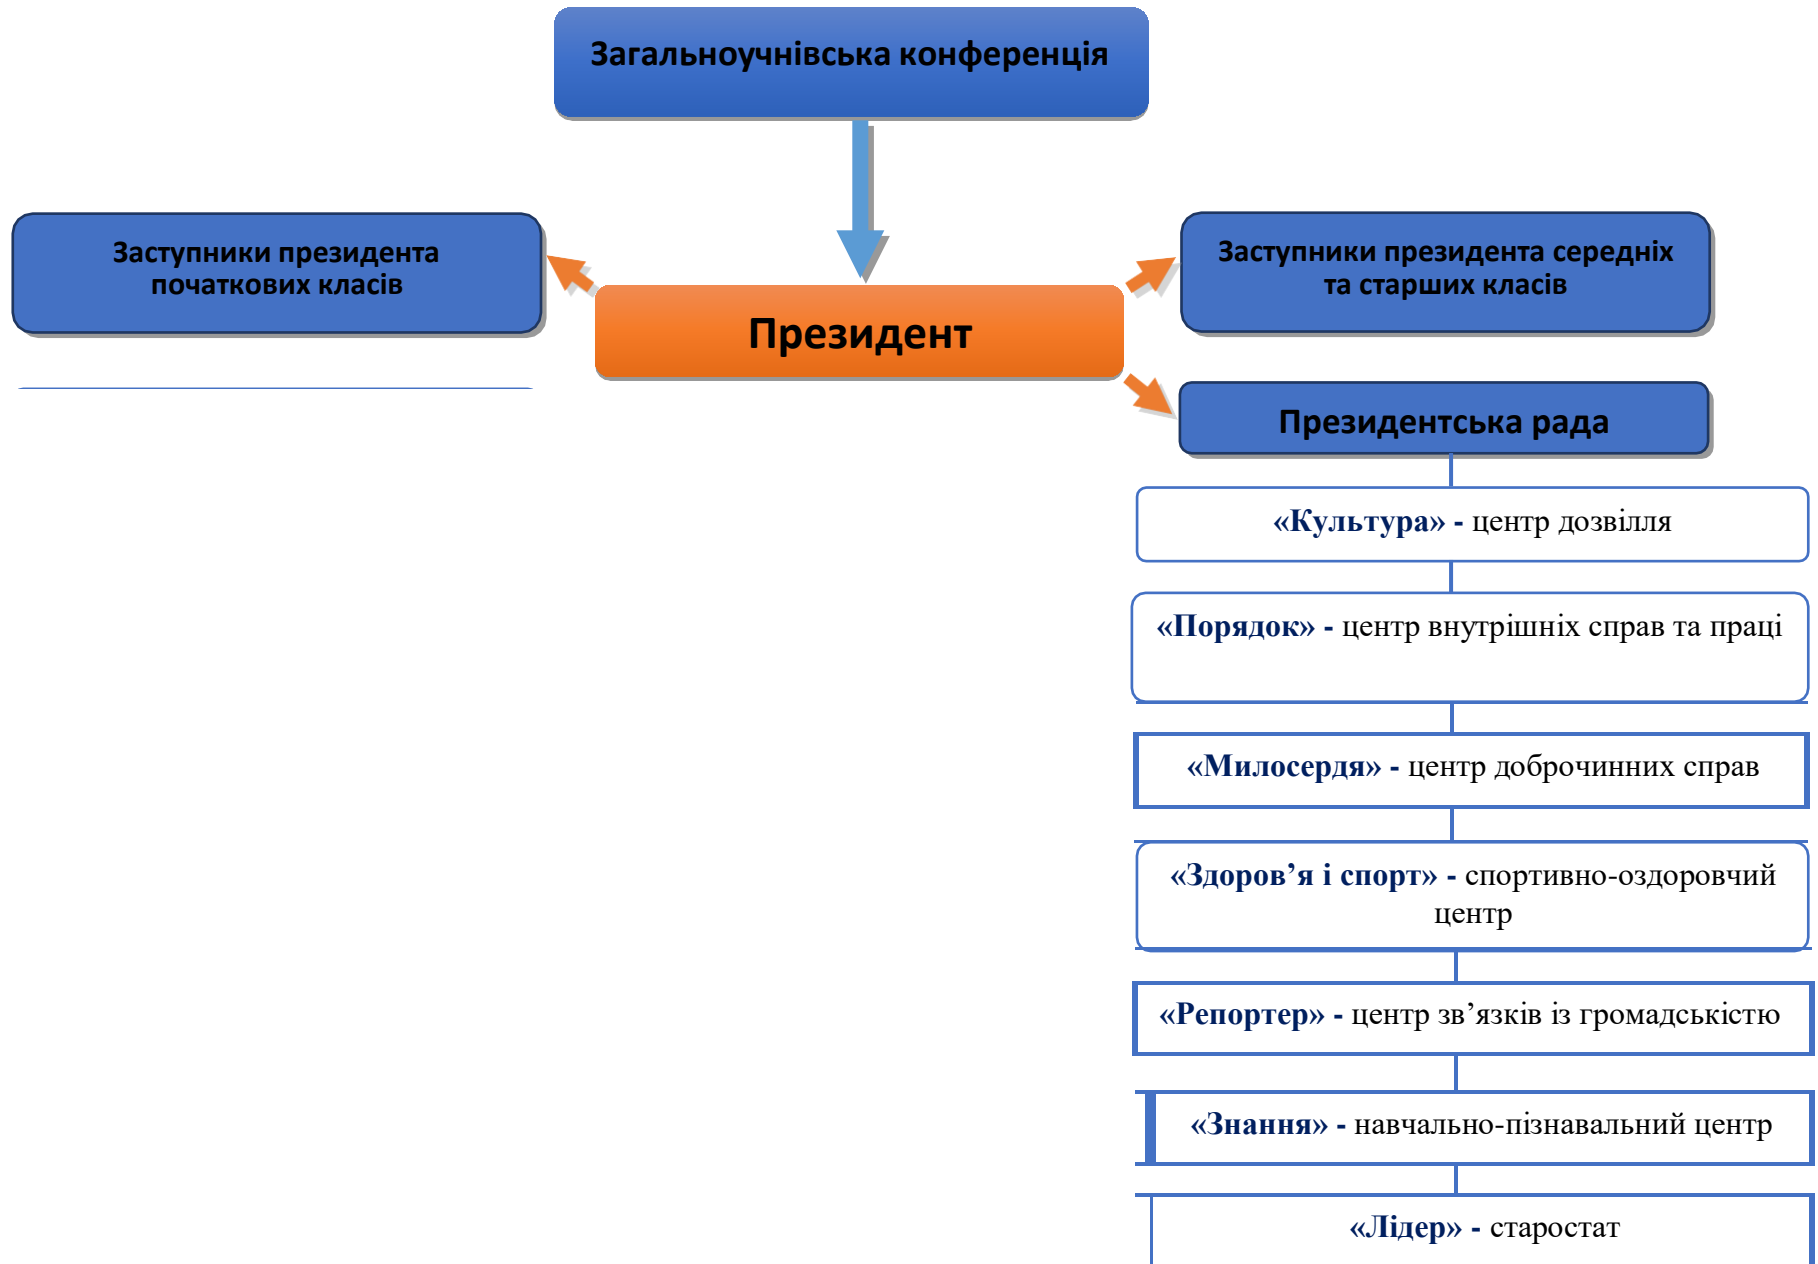 Загальноучнівська конференція
Заступники президента
початкових класів
Заступники президента середніх
та старших класів
Президент
Президентська рада
«Культура» - центр дозвілля
«Порядок» - центр внутрішніх справ та праці
«Милосердя» - центр доброчинних справ
«Здоров’я і спорт» - спортивно-оздоровчий
центр
«Репортер» - центр зв’язків із громадськістю
«Знання» - навчально-пізнавальний центр
«Лідер» - старостат